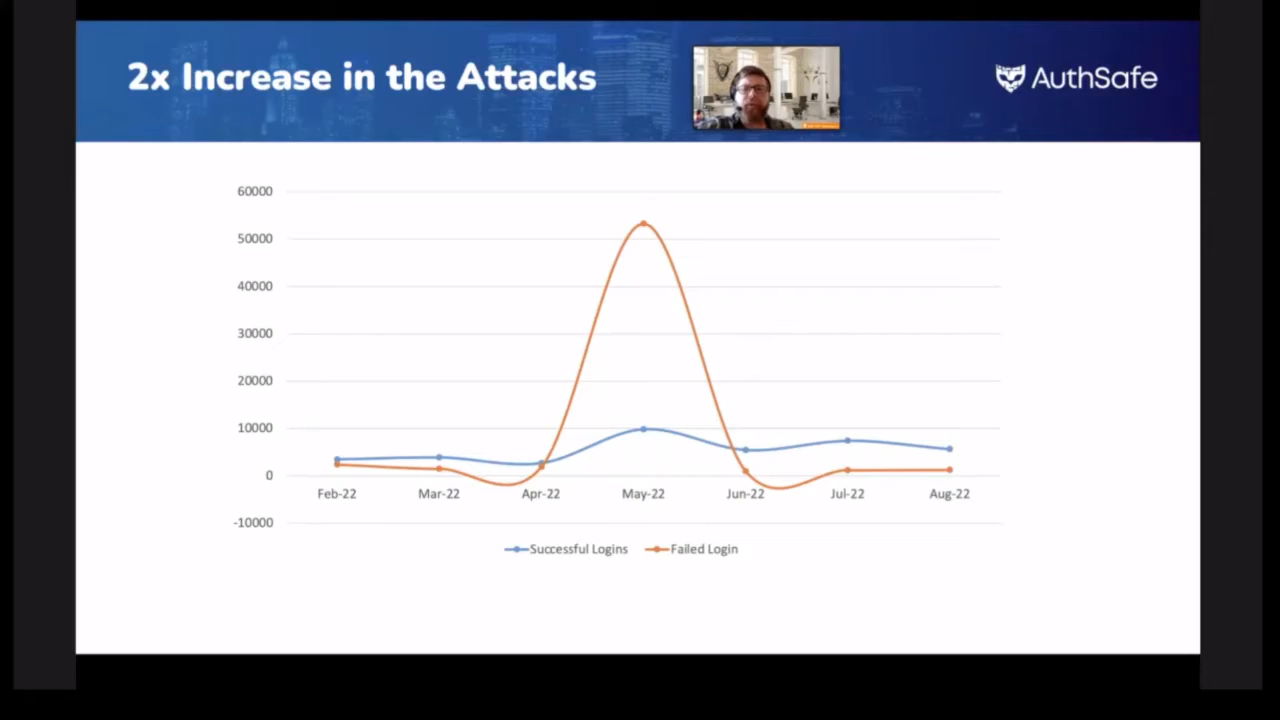 2x Increase in the Attacks
AuthSafe
60000
50000
40000
30000
20000
10000
0
-10000
Feb-22 Mar-22 Apr-22 May-22 Jun-22 Jul-22 Aug-22
Successful Logins Failed Login